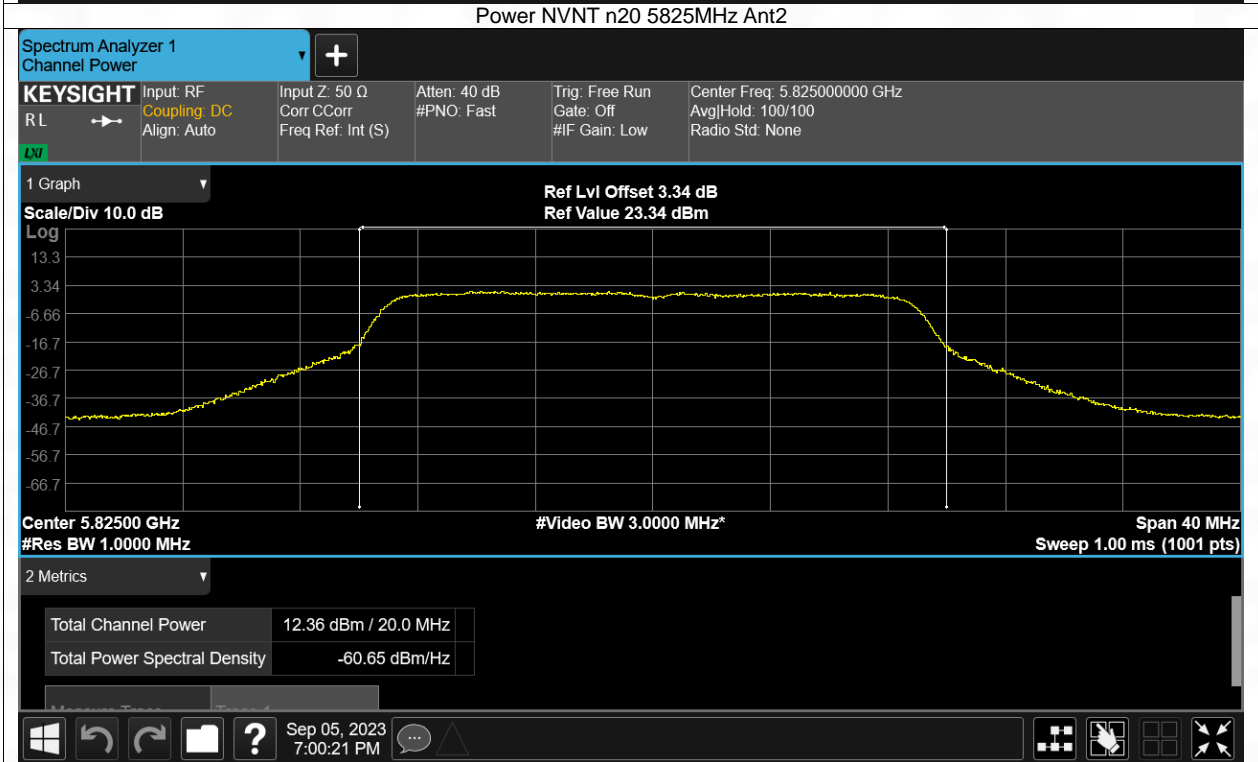 Power NVNT n20 5825MHz Ant2
Spectrum Analyzer 1
Channel Power
KEYSIGHT
RL
LXI
Input: RF
Coupling: DC
Align: Auto
Input Z: 50 Ω
Corr CCorr
Freq Ref: Int (S)
Atten: 40 dB
#PNO: Fast
Trig: Free Run
Gate: Off
#IF Gain: Low
Center Freq: 5.825000000 GHz
Avg|Hold: 100/100
Radio Std: None
1 Graph
Scale/Div 10.0 dB
Ref Lvl Offset 3.34 dB
Ref Value 23.34 dBm
Log
13.3
3.34
-6.66
-16.7
-26.7
-36.7
-46.7
-56.7
-66.7
Center 5.82500 GHz
#Res BW 1.0000 MHz
#Video BW 3.0000 MHz*
Span 40 MHz
Sweep 1.00 ms (1001 pts)
2 Metrics
Total Channel Power 12.36 dBm / 20.0 MHz
Total Power Spectral Density -60.65 dBm/Hz
Sep 05, 2023
7:00:21 PM